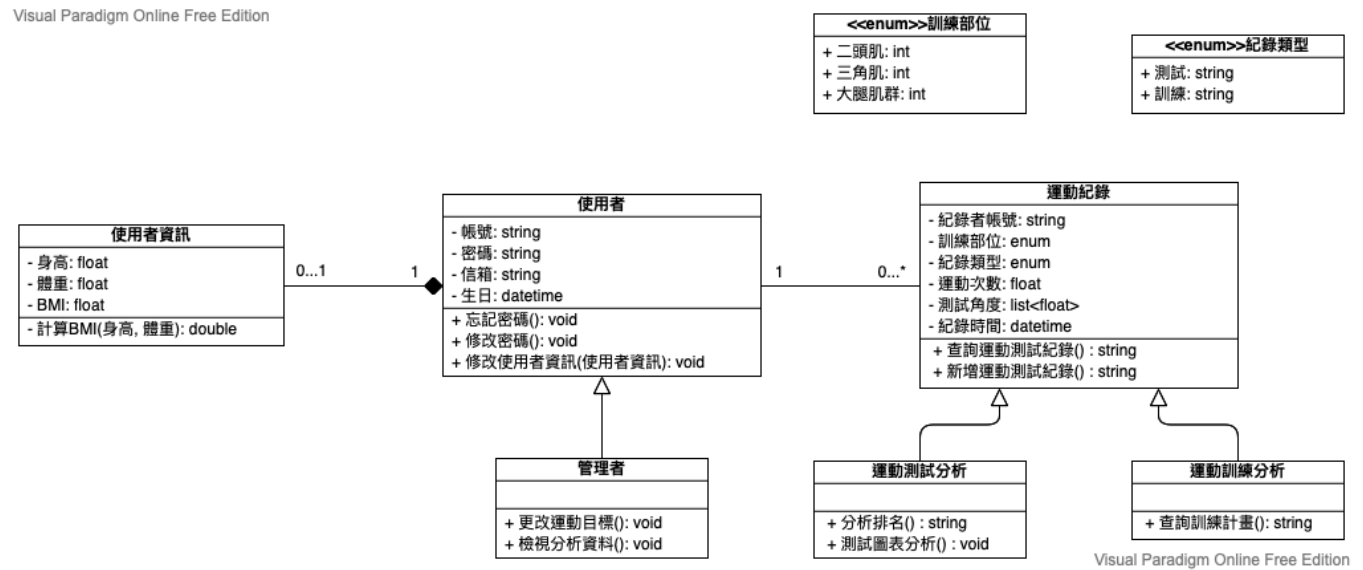 Visual Paradigm Online Free Edition
<<enum>>訓練部位
+ 二頭肌: int
+ 三角肌: int
+ 大腿肌群: int
<<enum>>紀錄類型
+ 測試: string
+ 訓練: string
使用者資訊
- 身高: float
- 體重: float
- BMI: float
- 計算BMI(身高, 體重): double
0...1
1
使用者
- 帳號: string
- 密碼: string
- 信箱: string
- 生日: datetime
+ 忘記密碼(): void
+ 修改密碼(): void
+ 修改使用者資訊(使用者資訊): void
1
0...*
運動紀錄
- 紀錄者帳號: string
- 訓練部位: enum
- 紀錄類型: enum
- 運動次數: float
- 測試角度: list<float>
- 紀錄時間: datetime
+ 查詢運動測試紀錄() : string
+ 新增運動測試紀錄() : string
管理者
+ 更改運動目標(): void
+ 檢視分析資料(): void
運動測試分析
+ 分析排名() : string
+ 測試圖表分析() : void
運動訓練分析
+ 查詢訓練計畫(): string
Visual Paradigm Online Free Edition